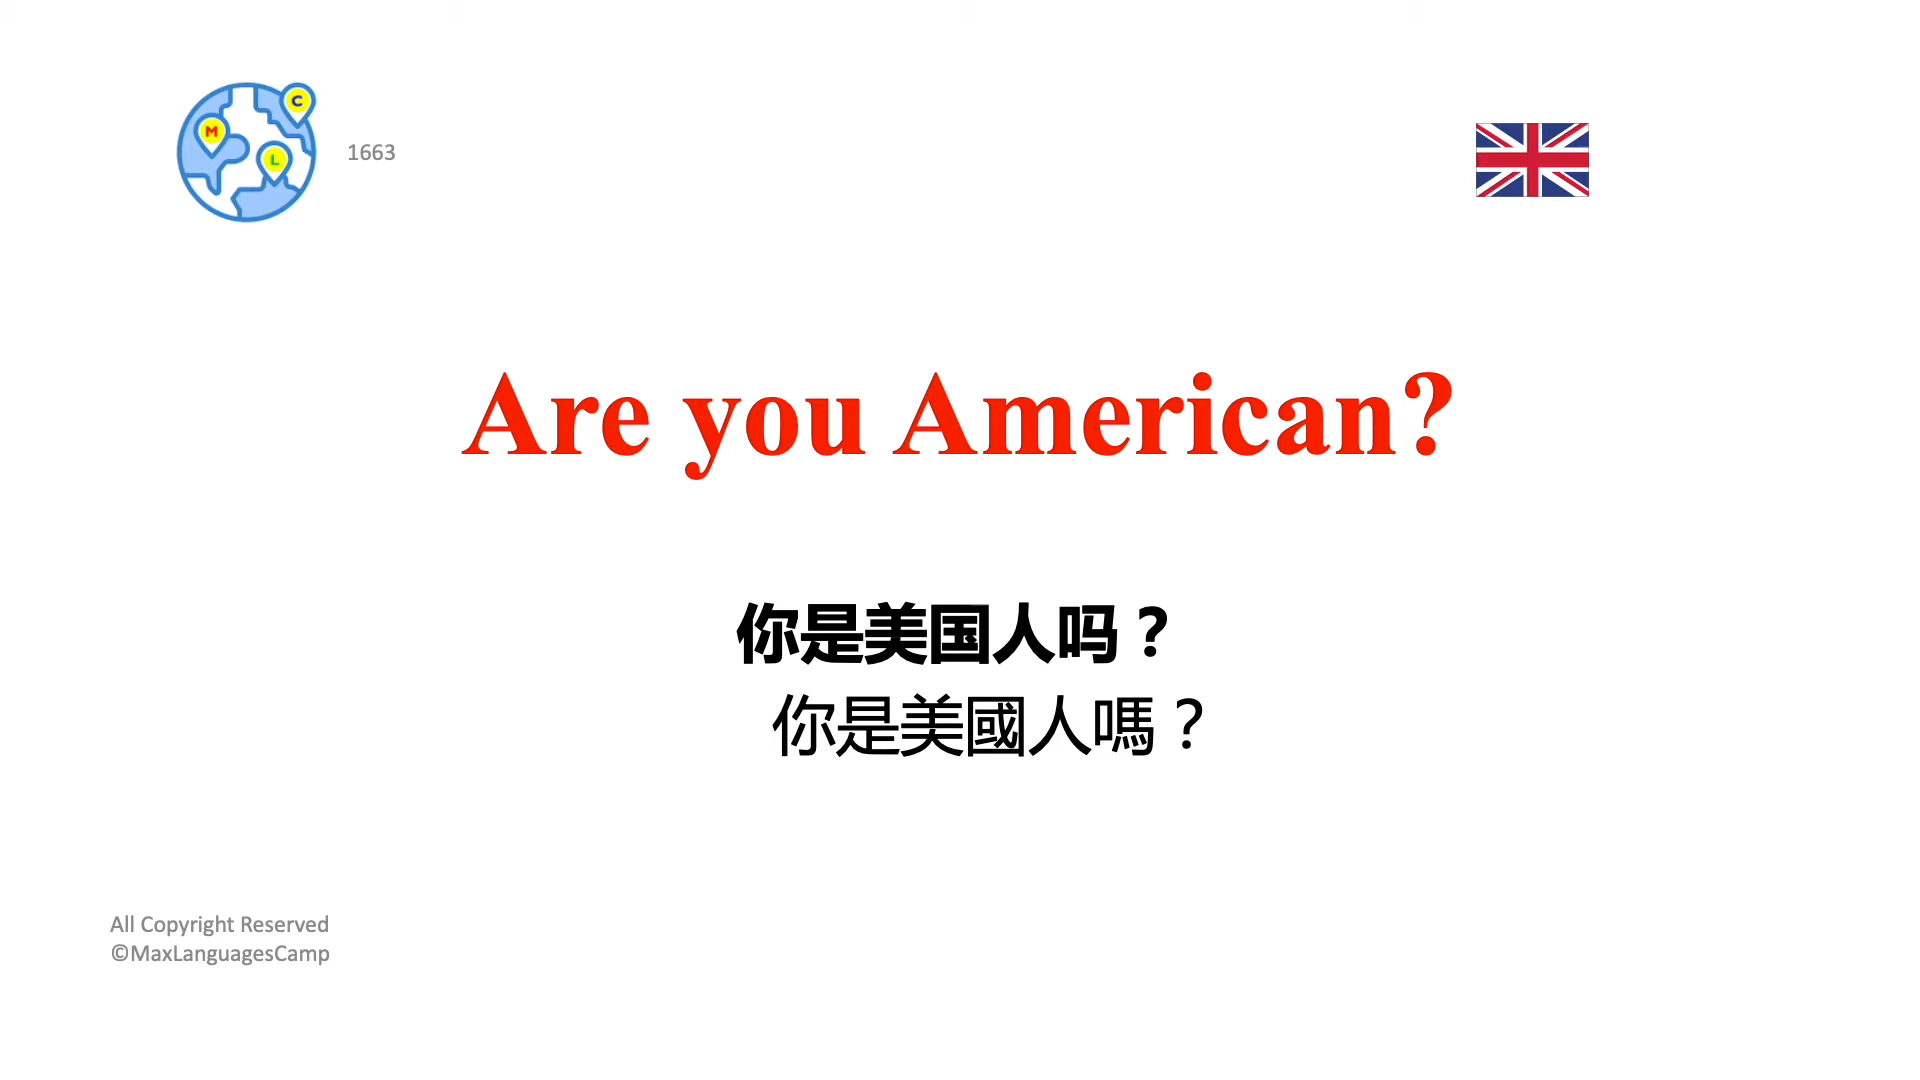 C
M
L
1663
Are you American?
你是美国人吗？
你是美國人嗎？
All Copyright Reserved
©MaxLanguagesCamp